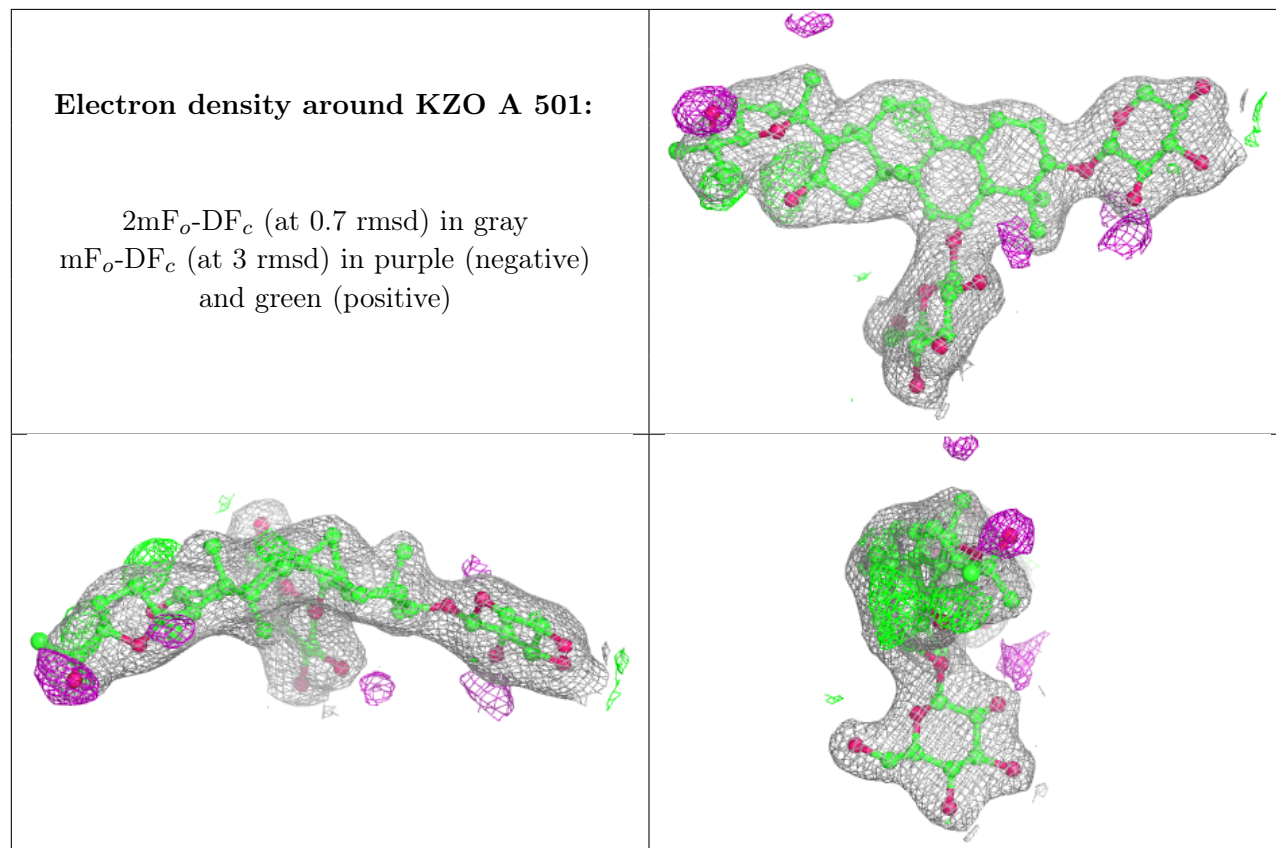 Electron density around KZO A 501:
2mFₒ-DF𝒸 (at 0.7 rmsd) in gray
mFₒ-DF𝒸 (at 3 rmsd) in purple (negative)
and green (positive)